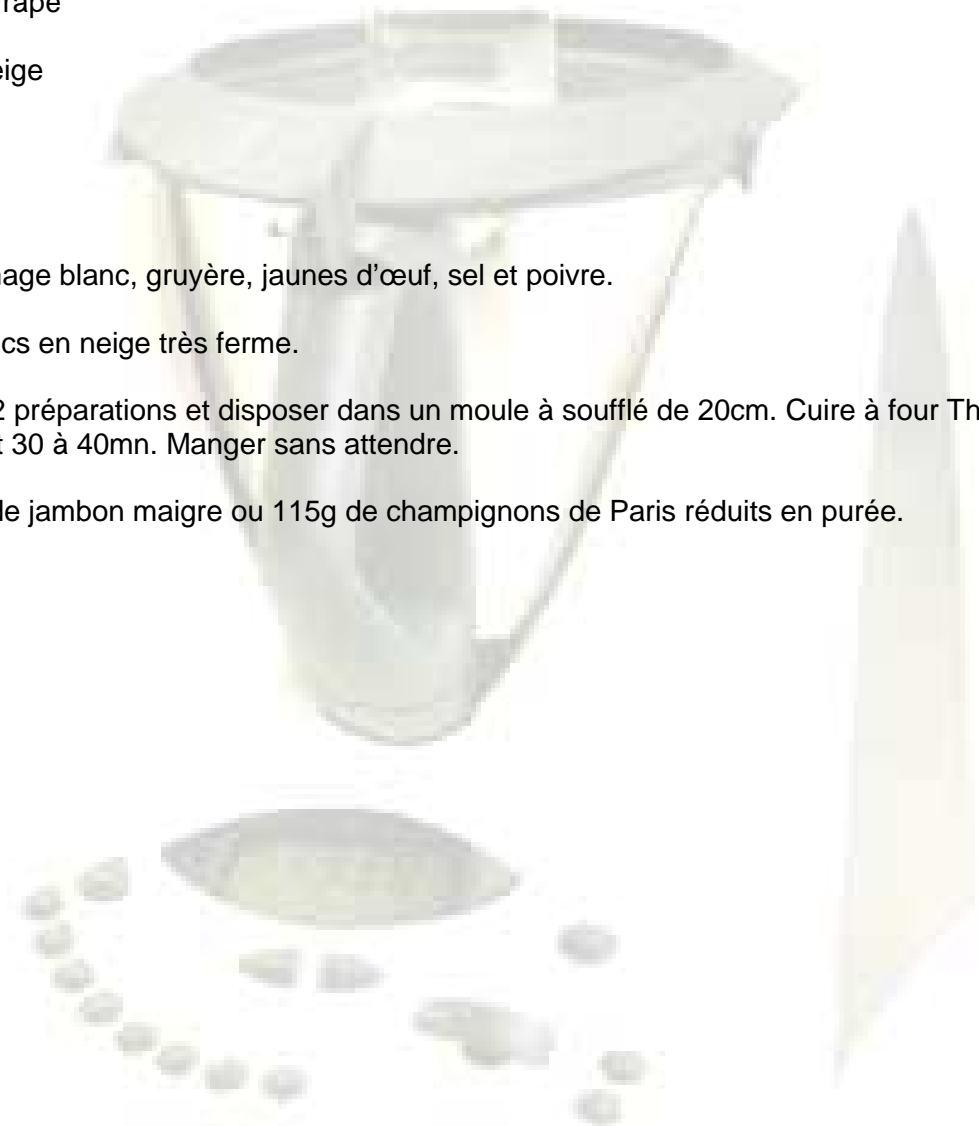 râpé
eige
age blanc, gruyère, jaunes d’œuf, sel et poivre.
cs en neige très ferme.
2 préparations et disposer dans un moule à soufflé de 20cm. Cuire à four Th
t 30 à 40mn. Manger sans attendre.
de jambon maigre ou 115g de champignons de Paris réduits en purée.